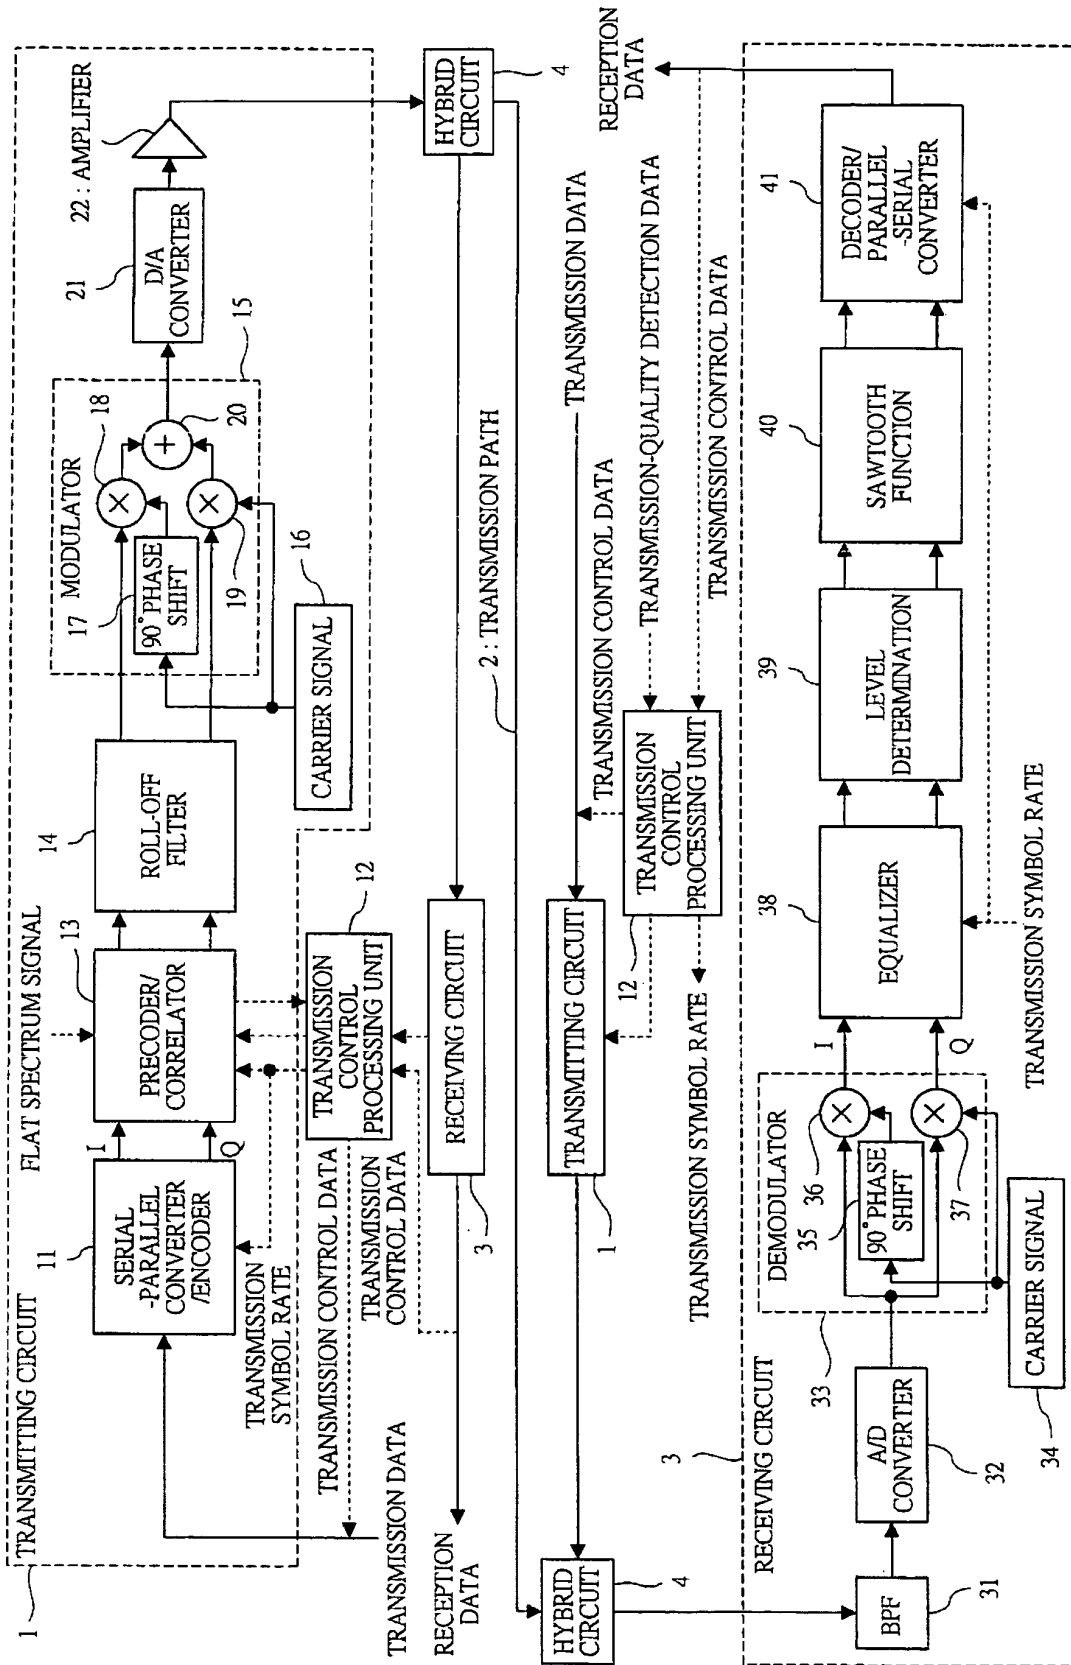 1
TRANSMITTING CIRCUIT
FLAT SPECTRUM SIGNAL
11
SERIAL
-PARALLEL
CONVERTER
/ENCODER
I
Q
13
PRECODER/
CORRELATOR
14
ROLL-OFF
FILTER
MODULATOR
15
17
90° PHASE
SHIFT
18
19
20
+
16
CARRIER SIGNAL
21
D/A
CONVERTER
22 : AMPLIFIER
TRANSMISSION
SYMBOL RATE
12
TRANSMISSION
CONTROL
PROCESSING UNIT
TRANSMISSION CONTROL DATA
TRANSMISSION
CONTROL DATA
TRANSMISSION DATA
RECEPTION
DATA
RECEIVING CIRCUIT
3
HYBRID
CIRCUIT
4
2 : TRANSMISSION PATH
TRANSMISSION DATA
TRANSMITTING CIRCUIT
1
TRANSMISSION CONTROL DATA
TRANSMISSION
CONTROL
PROCESSING UNIT
12
TRANSMISSION-QUALITY DETECTION DATA
TRANSMISSION CONTROL DATA
TRANSMISSION SYMBOL RATE
RECEPTION
DATA
HYBRID
CIRCUIT
4
3
RECEIVING CIRCUIT
BPF
31
A/D
CONVERTER
32
33
DEMODULATOR
35
90° PHASE
SHIFT
36
37
CARRIER SIGNAL
34
I
Q
38
EQUALIZER
TRANSMISSION SYMBOL RATE
39
LEVEL
DETERMINATION
40
SAWTOOTH
FUNCTION
41
DECODER/
PARALLEL
-SERIAL
CONVERTER